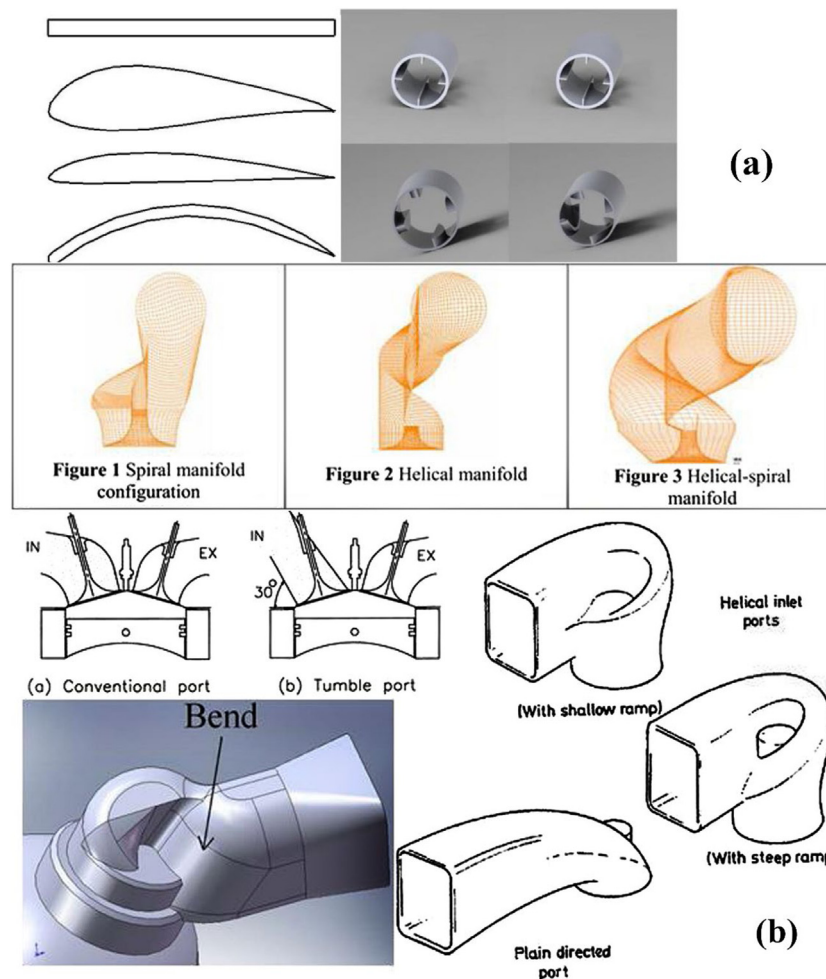 (a)
Figure 1 Spiral manifold
configuration
Figure 2 Helical manifold
Figure 3 Helical-spiral
manifold
IN
EX
(a) Conventional port
IN
30°
EX
(b) Tumble port
Helical inlet
ports
(With shallow ramp)
(With steep ramp)
Bend
Plain directed
port
(b)